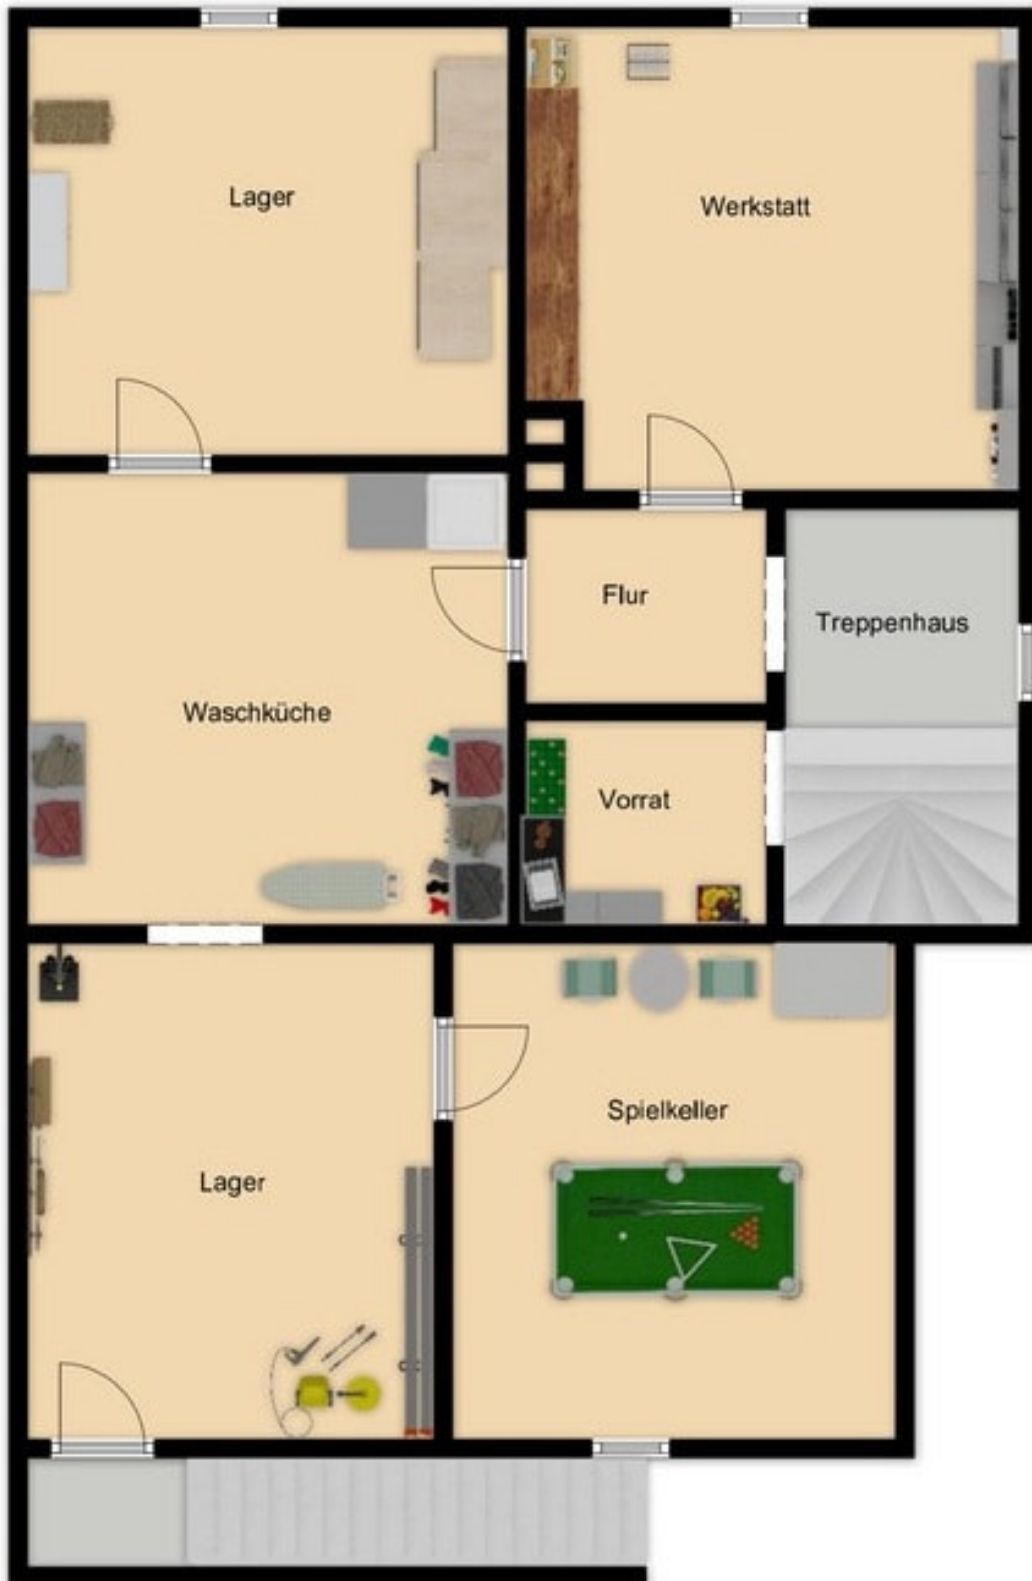 Lager
Werkstatt
Flur
Treppenhaus
Waschküche
Vorrat
Spielkeller
Lager